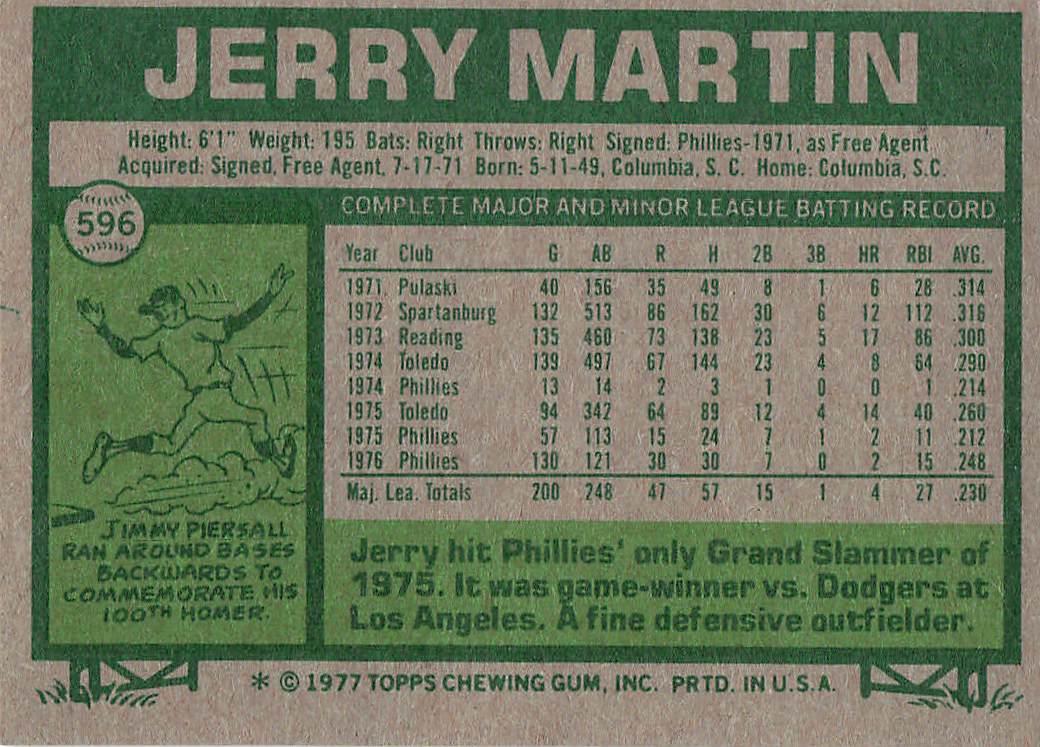 JERRY MARTIN
Height: 6'1" Weight: 195 Bats: Right Throws: Right Signed: Phillies-1971, as Free Agent
Acquired: Signed, Free Agent, 7-17-71 Born: 5-11-49, Columbia, S. C. Home: Columbia, S.C.
596
COMPLETE MAJOR AND MINOR LEAGUE BATTING RECORD
Year Club G AB R H 2B 3B HR RBI AVG.
1971 Pulaski 40 156 35 49 8 1 6 28 .314
1972 Spartanburg 132 513 86 162 30 6 12 112 .316
1973 Reading 135 460 73 138 23 5 17 86 .300
1974 Toledo 139 497 67 144 23 4 8 64 .290
1974 Phillies 13 14 2 3 1 0 0 1 .214
1975 Toledo 94 342 64 89 12 4 14 40 .260
1975 Phillies 57 113 15 24 7 1 2 11 .212
1976 Phillies 130 121 30 30 7 0 2 15 .248
Maj. Lea. Totals 200 248 47 57 15 1 4 27 .230
JIMMY PIERSALL
RAN AROUND BASES
BACKWARDS TO
COMMEMORATE HIS
100TH HOMER.
Jerry hit Phillies' only Grand Slammer of
1975. It was game-winner vs. Dodgers at
Los Angeles. A fine defensive outfielder.
* © 1977 TOPPS CHEWING GUM, INC. PRTD. IN U.S.A.